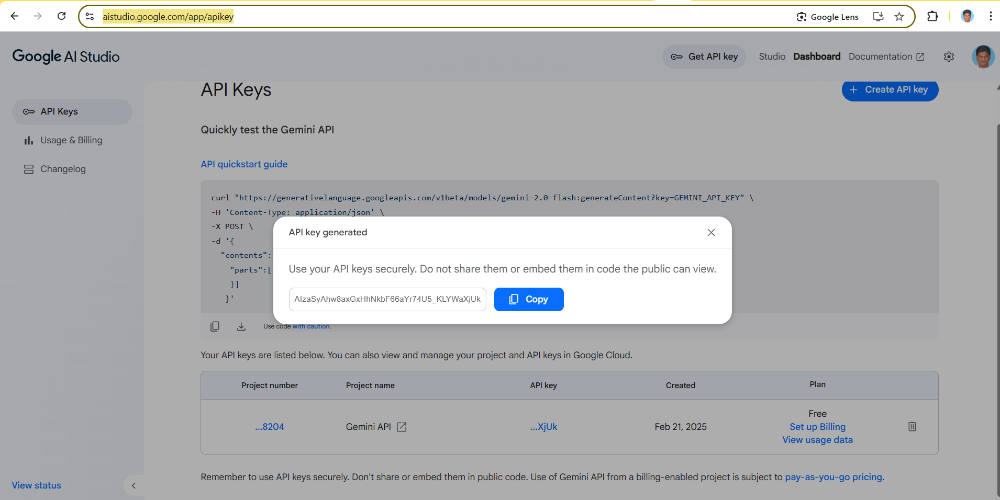 aistudio.google.com/app/apikey
Google Lens
Google AI Studio
Get API key
Studio
Dashboard
Documentation
API Keys
Usage & Billing
Changelog
API Keys
Create API key
Quickly test the Gemini API
API quickstart guide
curl "https://generativelanguage.googleapis.com/v1beta/models/gemini-2.0-flash:generateContent?key=GEMINI_API_KEY" \
-H 'Content-Type: application/json' \
-X POST \
-d '{
"contents":
"parts":[
}]
}'
API key generated
Use your API keys securely. Do not share them or embed them in code the public can view.
AIzaSyAhw8axGxHhNkbF66aYr74U5_KLYWaXjUk
Copy
Use code with caution.
Your API keys are listed below. You can also view and manage your project and API keys in Google Cloud.
Project number Project name API key Created Plan
...8204 Gemini API ...XjUk Feb 21, 2025 Free
Set up Billing
View usage data
Remember to use API keys securely. Don't share or embed them in public code. Use of Gemini API from a billing-enabled project is subject to pay-as-you-go pricing.
View status